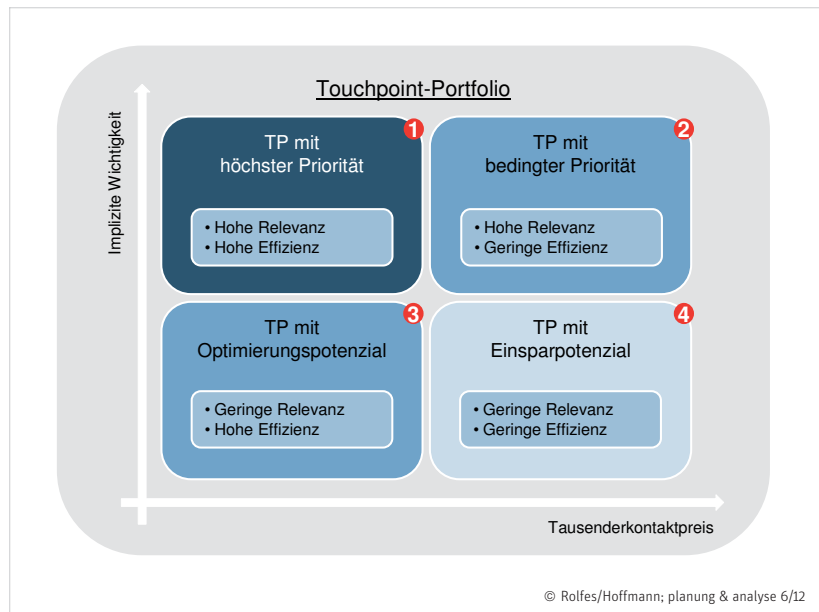 Touchpoint-Portfolio
Implizite Wichtigkeit
1
TP mit
höchster Priorität
• Hohe Relevanz
• Hohe Effizienz
2
TP mit
bedingter Priorität
• Hohe Relevanz
• Geringe Effizienz
3
TP mit
Optimierungspotenzial
• Geringe Relevanz
• Hohe Effizienz
4
TP mit
Einsparpotenzial
• Geringe Relevanz
• Geringe Effizienz
Tausenderkontaktpreis
© Rolfes/Hoffmann; planung & analyse 6/12